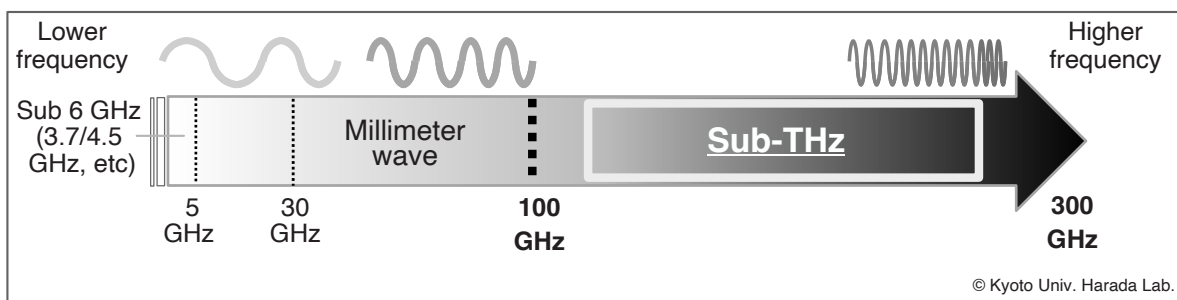 Lower
frequency
Higher
frequency
Sub 6 GHz
(3.7/4.5
GHz, etc)
Millimeter
wave
Sub-THz
5
GHz
30
GHz
100
GHz
300
GHz
© Kyoto Univ. Harada Lab.